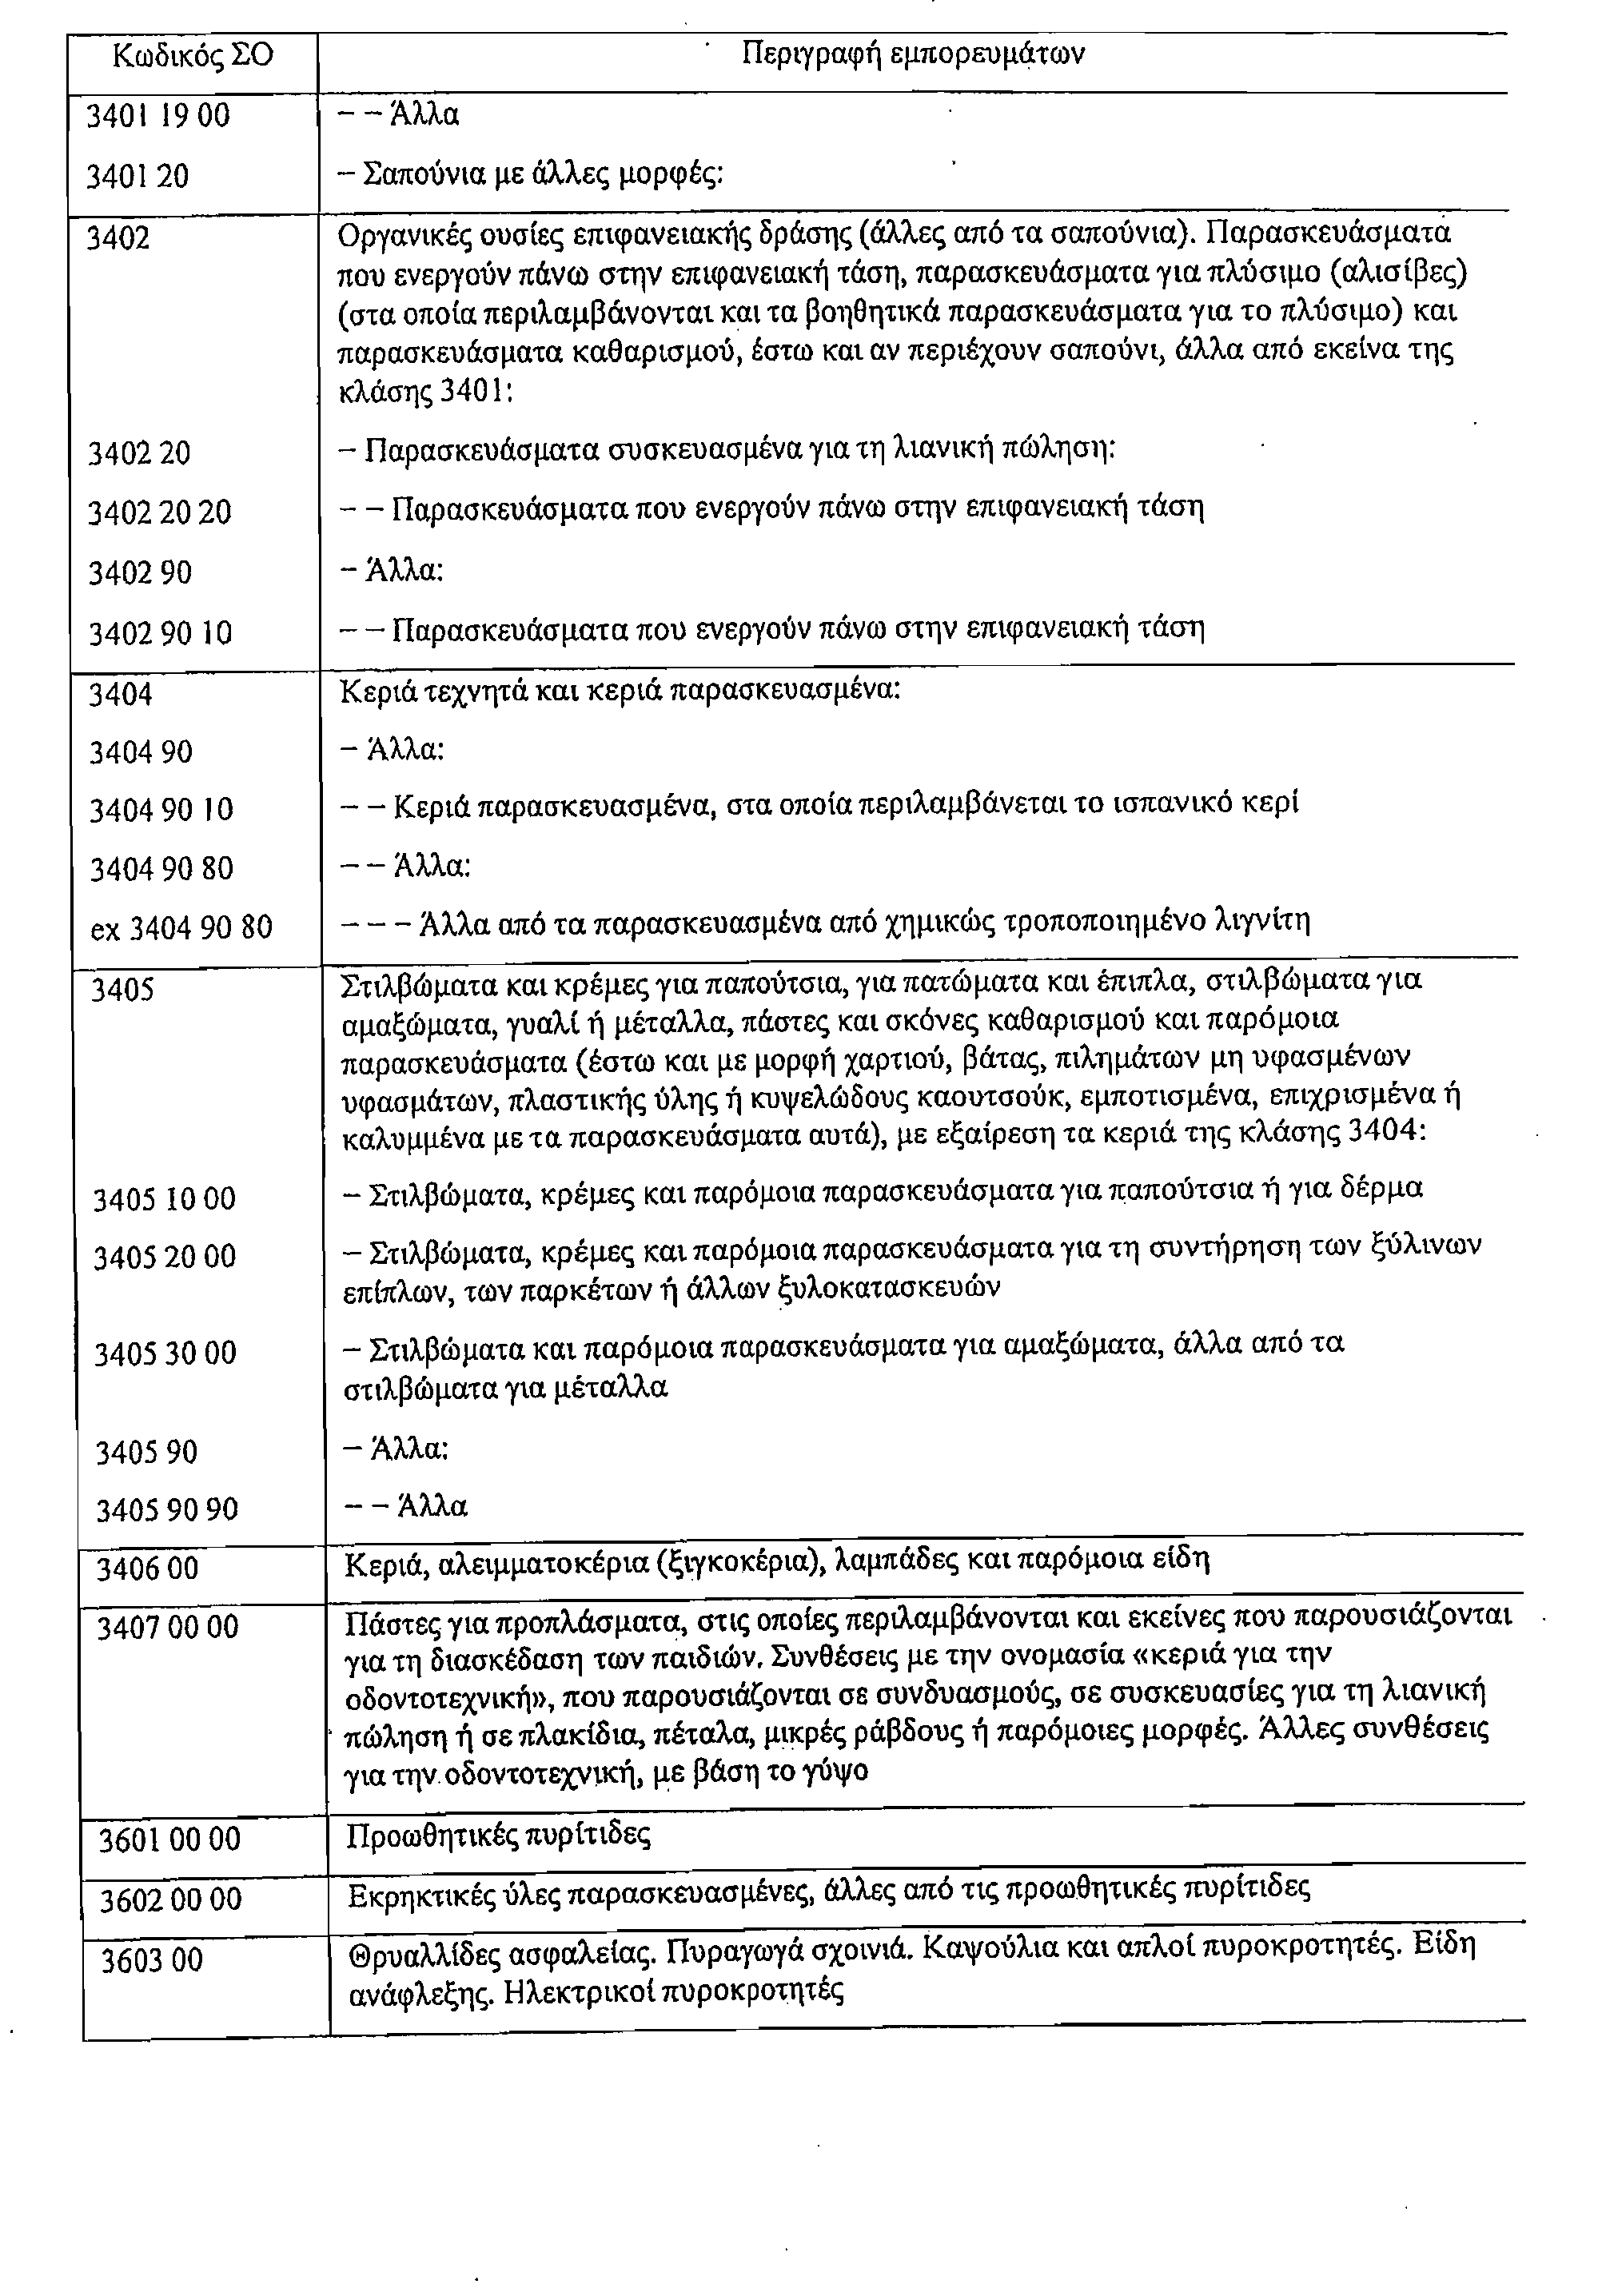 Κωδικός ΣΟ Περιγραφή εμπορευμάτων
3401 19 00 – – Άλλα
3401 20 – Σαπούνια με άλλες μορφές:
3402 Οργανικές ουσίες επιφανειακής δράσης (άλλες από τα σαπούνια). Παρασκευάσματα
που ενεργούν πάνω στην επιφανειακή τάση, παρασκευάσματα για πλύσιμο (αλισίβες)
(στα οποία περιλαμβάνονται και τα βοηθητικά παρασκευάσματα για το πλύσιμο) και
παρασκευάσματα καθαρισμού, έστω και αν περιέχουν σαπούνι, άλλα από εκείνα της
κλάσης 3401:
3402 20 – Παρασκευάσματα συσκευασμένα για τη λιανική πώληση:
3402 20 20 – – Παρασκευάσματα που ενεργούν πάνω στην επιφανειακή τάση
3402 90 – Άλλα:
3402 90 10 – – Παρασκευάσματα που ενεργούν πάνω στην επιφανειακή τάση
3404 Κεριά τεχνητά και κεριά παρασκευασμένα:
3404 90 – Άλλα:
3404 90 10 – – Κεριά παρασκευασμένα, στα οποία περιλαμβάνεται το ισπανικό κερί
3404 90 80 – – Άλλα:
ex 3404 90 80 – – – Άλλα από τα παρασκευασμένα από χημικώς τροποποιημένο λιγνίτη
3405 Στιλβώματα και κρέμες για παπούτσια, για πατώματα και έπιπλα, στιλβώματα για
αμαξώματα, γυαλί ή μέταλλα, πάστες και σκόνες καθαρισμού και παρόμοια
παρασκευάσματα (έστω και με μορφή χαρτιού, βάτας, πιλημάτων μη υφασμένων
υφασμάτων, πλαστικής ύλης ή κυψελώδους καουτσούκ, εμποτισμένα, επιχρισμένα ή
καλυμμένα με τα παρασκευάσματα αυτά), με εξαίρεση τα κεριά της κλάσης 3404:
3405 10 00 – Στιλβώματα, κρέμες και παρόμοια παρασκευάσματα για παπούτσια ή για δέρμα
3405 20 00 – Στιλβώματα, κρέμες και παρόμοια παρασκευάσματα για τη συντήρηση των ξύλινων
επίπλων, των παρκέτων ή άλλων ξυλοκατασκευών
3405 30 00 – Στιλβώματα και παρόμοια παρασκευάσματα για αμαξώματα, άλλα από τα
στιλβώματα για μέταλλα
3405 90 – Άλλα:
3405 90 90 – – Άλλα
3406 00 Κεριά, αλειμματοκέρια (ξιγκοκέρια), λαμπάδες και παρόμοια είδη
3407 00 00 Πάστες για προπλάσματα, στις οποίες περιλαμβάνονται και εκείνες που παρουσιάζονται
για τη διασκέδαση των παιδιών. Συνθέσεις με την ονομασία «κεριά για την
οδοντοτεχνική», που παρουσιάζονται σε συνδυασμούς, σε συσκευασίες για τη λιανική
πώληση ή σε πλακίδια, πέταλα, μικρές ράβδους ή παρόμοιες μορφές. Άλλες συνθέσεις
για την οδοντοτεχνική, με βάση το γύψο
3601 00 00 Προωθητικές πυρίτιδες
3602 00 00 Εκρηκτικές ύλες παρασκευασμένες, άλλες από τις προωθητικές πυρίτιδες
3603 00 Θρυαλλίδες ασφαλείας. Πυραγωγά σχοινιά. Καψούλια και απλοί πυροκροτητές. Είδη
ανάφλεξης. Ηλεκτρικοί πυροκροτητές